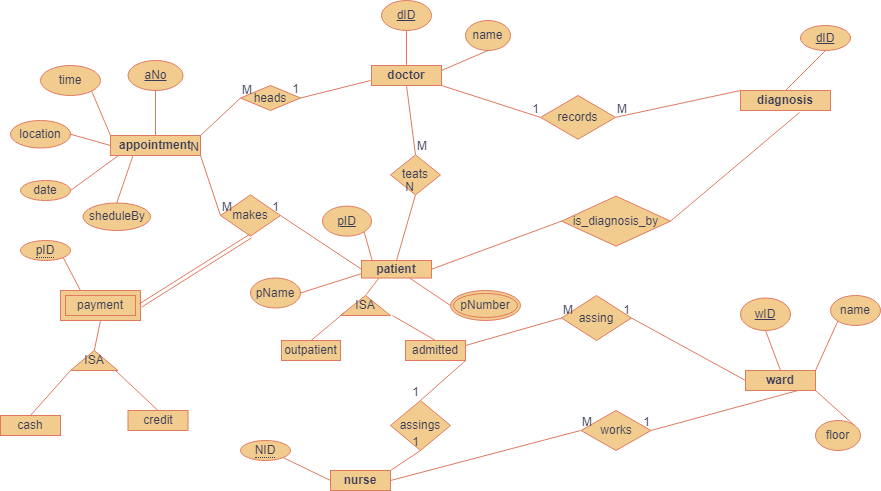 dID
name
dID
time
aNo
M
1
doctor
heads
diagnosis
1
M
records
location
appointment
N
M
teats
N
date
sheduleBy
M
1
makes
pID
is_diagnosis_by
pID
patient
payment
pName
ISA
pNumber
M
1
assing
wID
name
outpatient
admitted
ISA
ward
1
cash
credit
assings
1
M
1
works
floor
NID
nurse